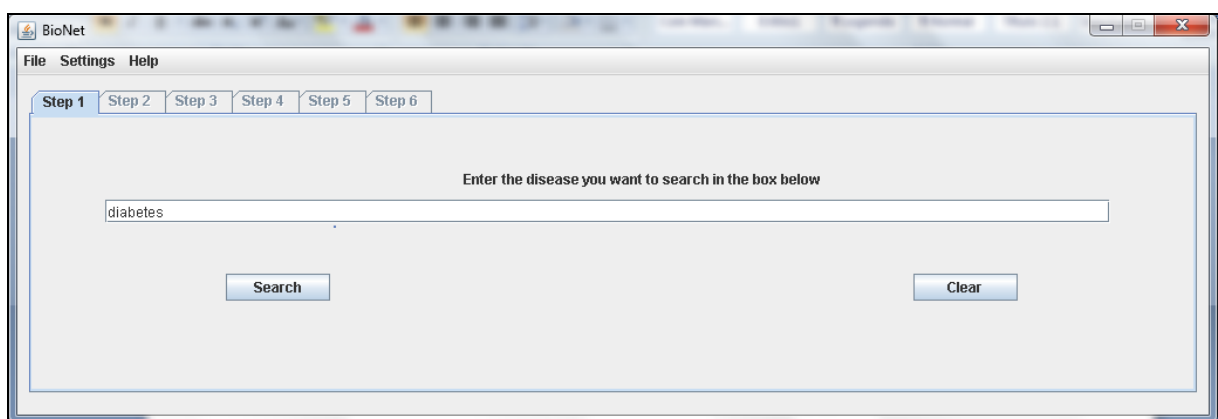 BioNet
File Settings Help
Step 1 Step 2 Step 3 Step 4 Step 5 Step 6
Enter the disease you want to search in the box below
diabetes
Search Clear